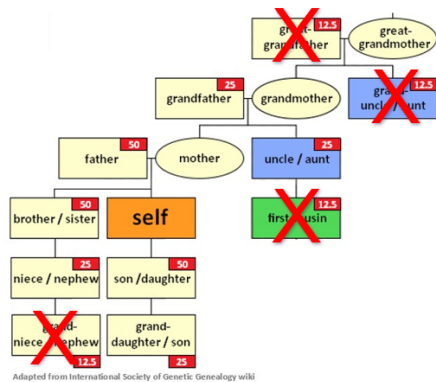 great-
12.5
grandfather
great-
grandmother
25
grandfather
grandmother
12.5
grand-
uncle / aunt
50
father
mother
25
uncle / aunt
50
brother / sister
self
12.5
first cousin
25
niece / nephew
50
son /daughter
grand-
niece / nephew
12.5
grand-
daughter / son
25
Adapted from International Society of Genetic Genealogy wiki